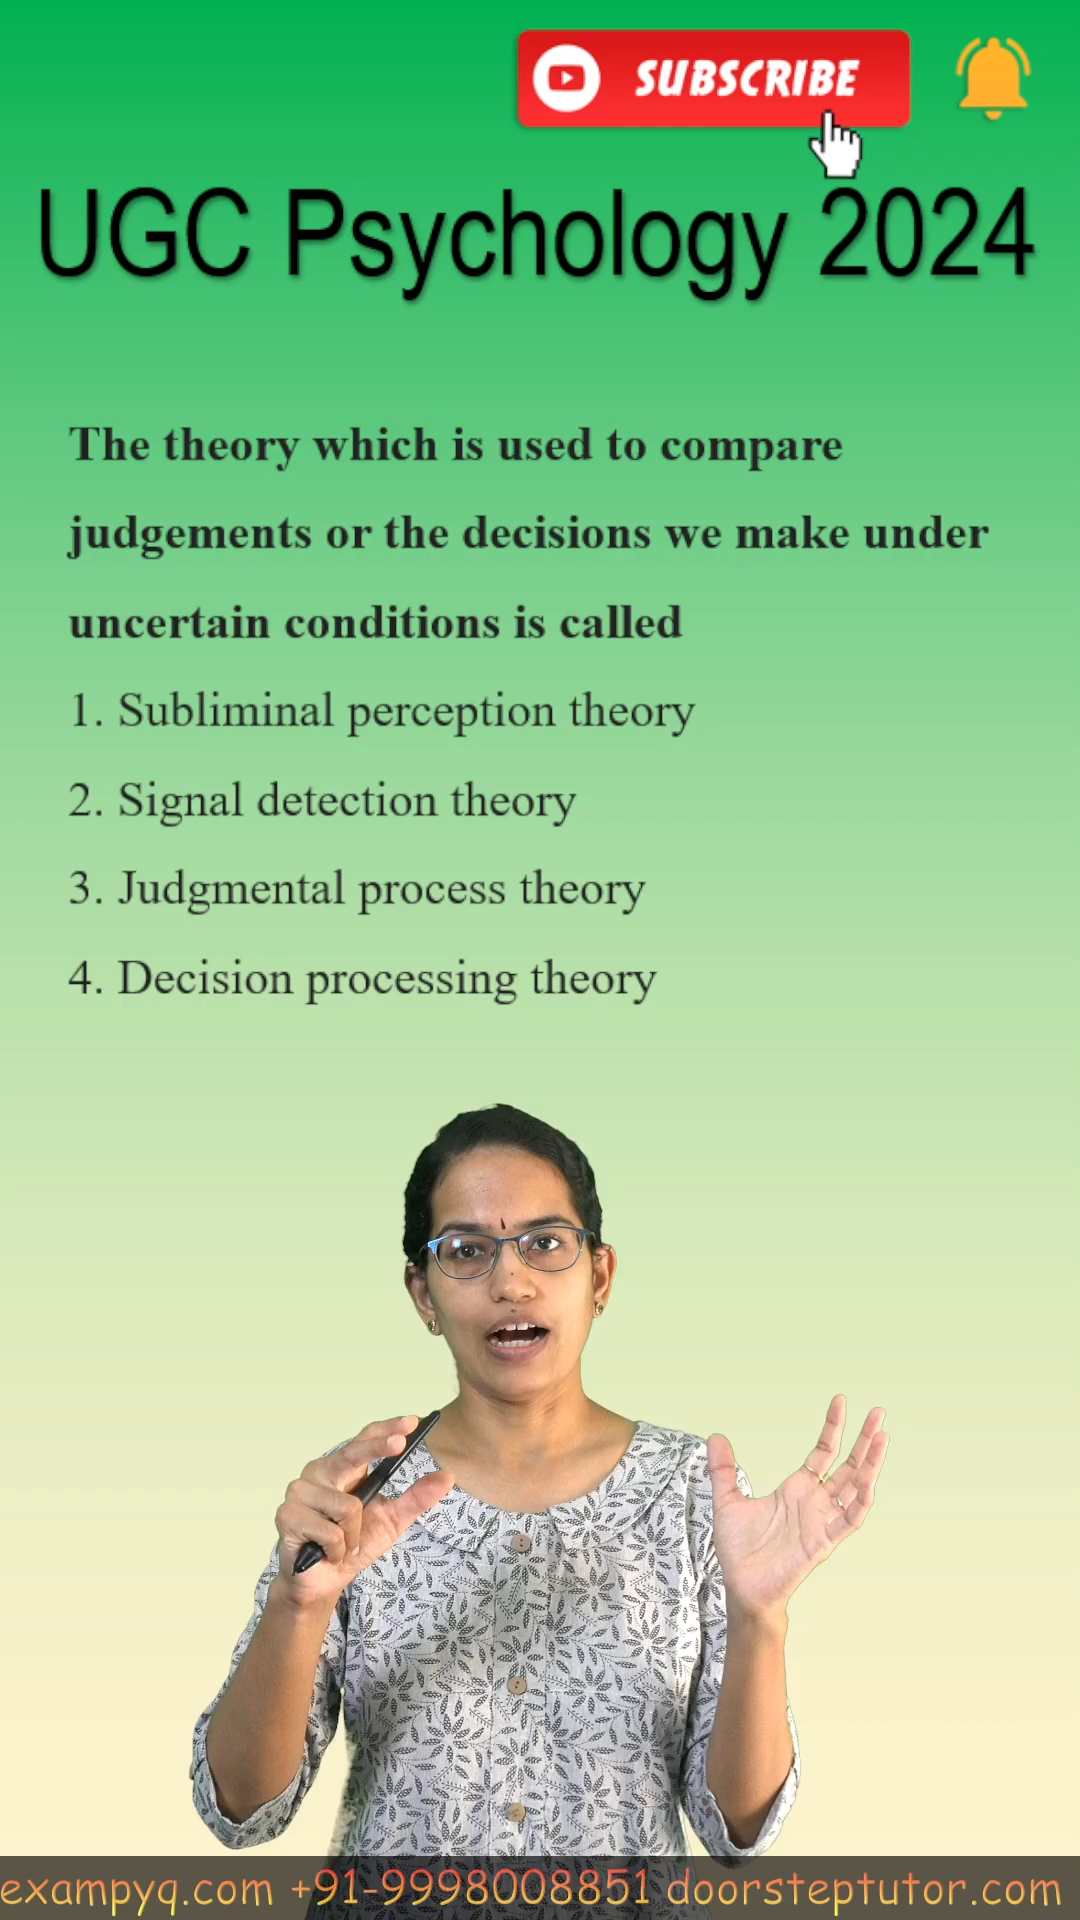 SUBSCRIBE
UGC Psychology 2024
The theory which is used to compare
judgements or the decisions we make under
uncertain conditions is called
1. Subliminal perception theory
2. Signal detection theory
3. Judgmental process theory
4. Decision processing theory
exampyq.com +91-9998008851 doorsteptutor.com